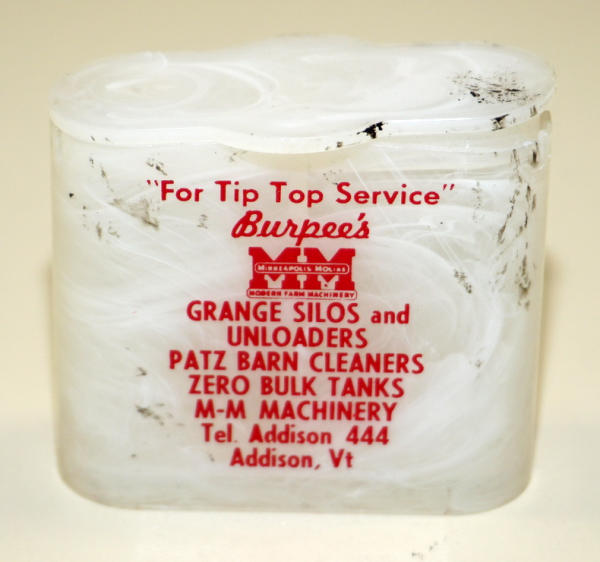 "For Tip Top Service"
Burpee's
MM
MINNEAPOLIS MOLINE
MODERN FARM MACHINERY
GRANGE SILOS and
UNLOADERS
PATZ BARN CLEANERS
ZERO BULK TANKS
M-M MACHINERY
Tel. Addison 444
Addison, Vt